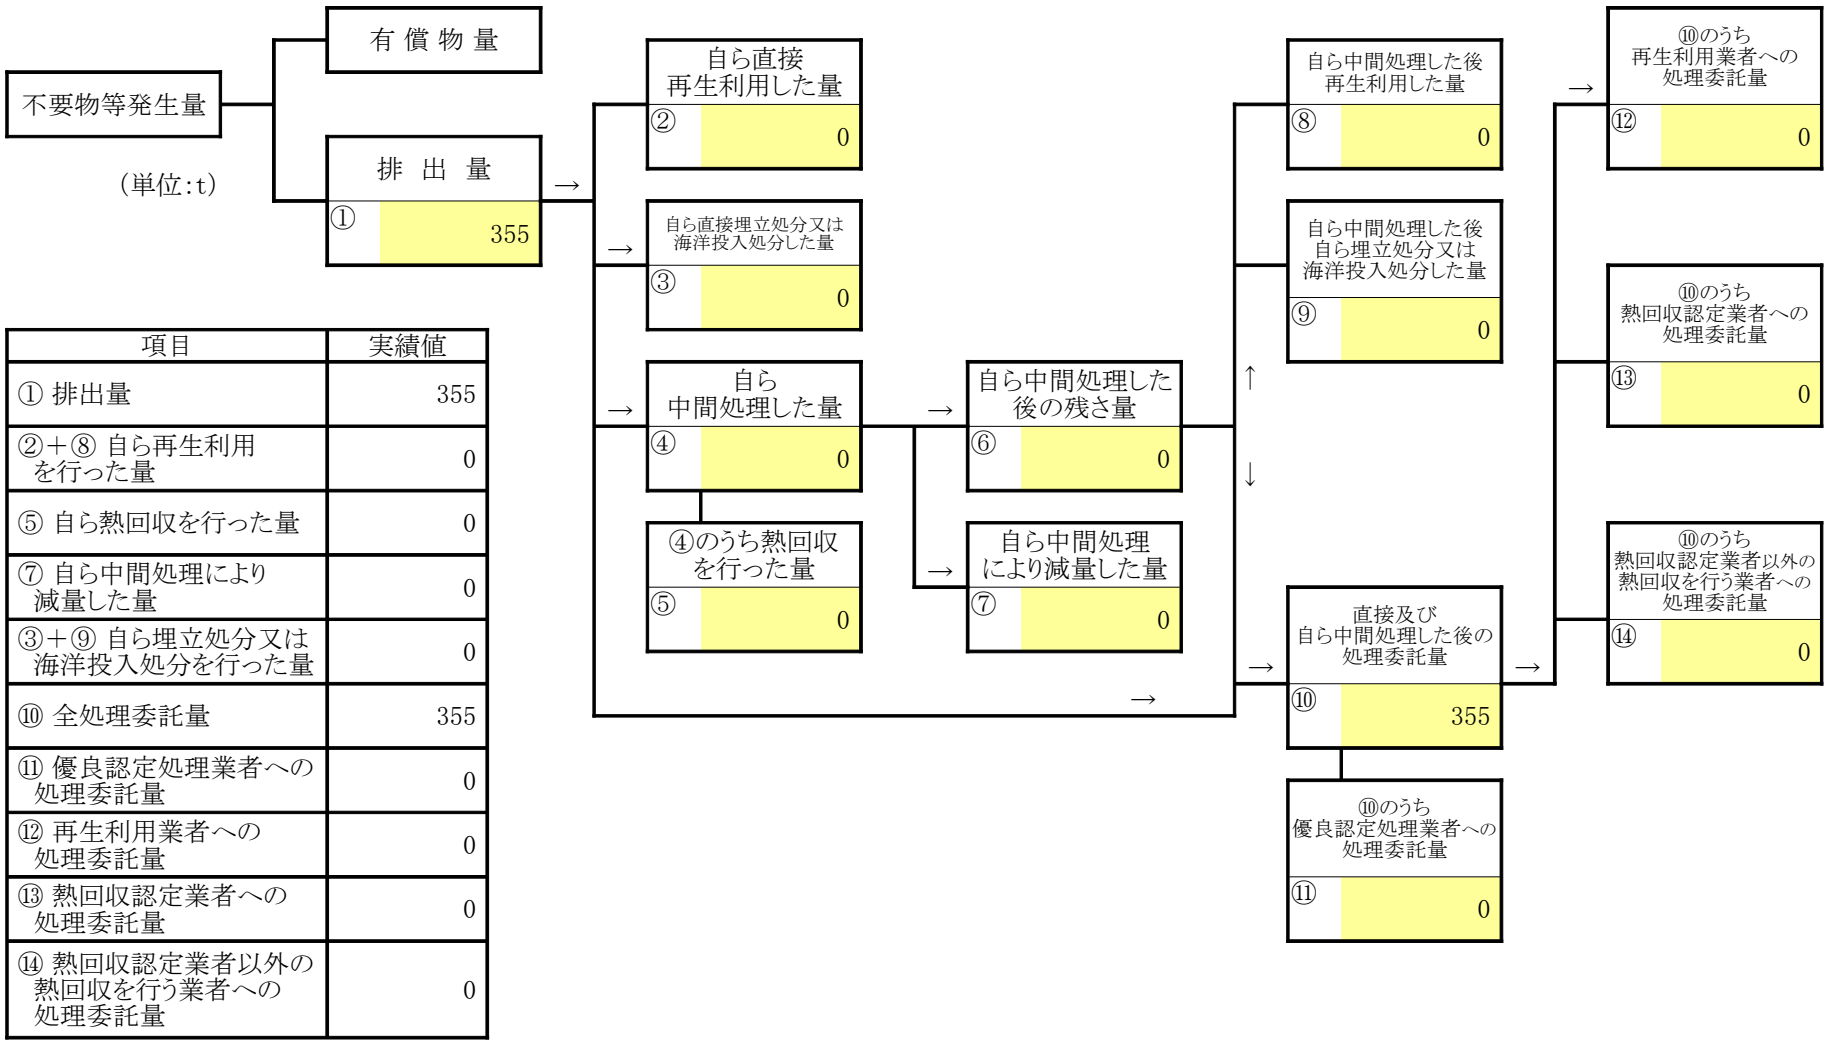 不要物等発生量
(単位:t)
有 償 物 量
排 出 量
①
355
→
自ら直接
再生利用した量
②
0
→
自ら直接埋立処分又は
海洋投入処分した量
③
0
→
自ら
中間処理した量
④
0
④のうち熱回収
を行った量
⑤
0
→
自ら中間処理した
後の残さ量
⑥
0
→
自ら中間処理
により減量した量
⑦
0
→
↑
↓
自ら中間処理した後
再生利用した量
⑧
0
自ら中間処理した後
自ら埋立処分又は
海洋投入処分した量
⑨
0
→
直接及び
自ら中間処理した後の
処理委託量
⑩
355
⑩のうち
優良認定処理業者への
処理委託量
⑪
0
→
→
⑩のうち
再生利用業者への
処理委託量
⑫
0
⑩のうち
熱回収認定業者への
処理委託量
⑬
0
⑩のうち
熱回収認定業者以外の
熱回収を行う業者への
処理委託量
⑭
0
項目 実績値
① 排出量 355
②＋⑧ 自ら再生利用
を行った量 0
⑤ 自ら熱回収を行った量 0
⑦ 自ら中間処理により
減量した量 0
③＋⑨ 自ら埋立処分又は
海洋投入処分を行った量 0
⑩ 全処理委託量 355
⑪ 優良認定処理業者への
処理委託量 0
⑫ 再生利用業者への
処理委託量 0
⑬ 熱回収認定業者への
処理委託量 0
⑭ 熱回収認定業者以外の
熱回収を行う業者への
処理委託量 0